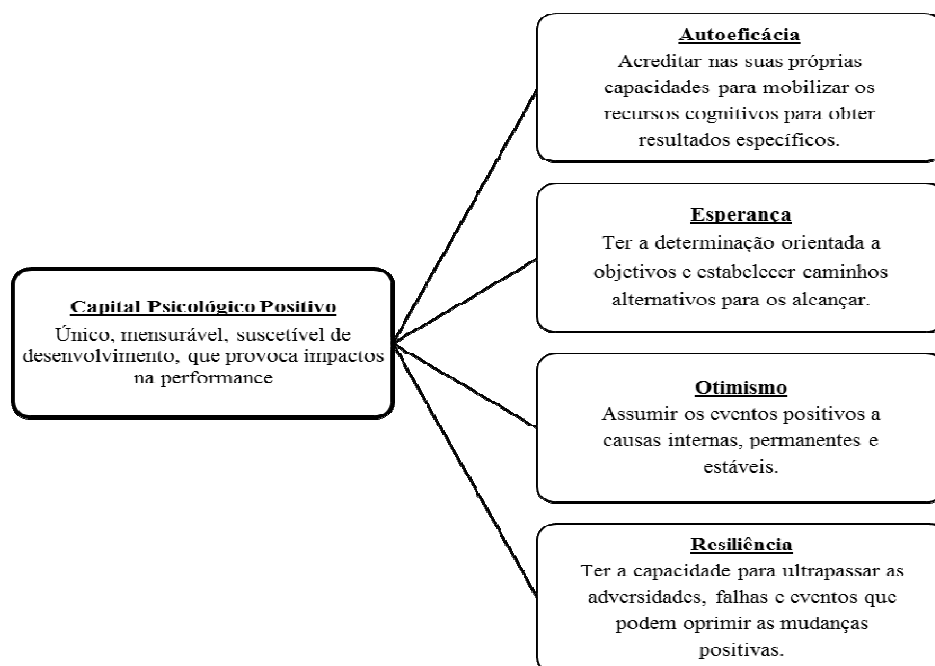 Capital Psicológico Positivo
Único, mensurável, suscetível de
desenvolvimento, que provoca impactos
na performance
Autoeficácia
Acreditar nas suas próprias
capacidades para mobilizar os
recursos cognitivos para obter
resultados específicos.
Esperança
Ter a determinação orientada a
objetivos e estabelecer caminhos
alternativos para os alcançar.
Otimismo
Assumir os eventos positivos a
causas internas, permanentes e
estáveis.
Resiliência
Ter a capacidade para ultrapassar as
adversidades, falhas e eventos que
podem oprimir as mudanças
positivas.